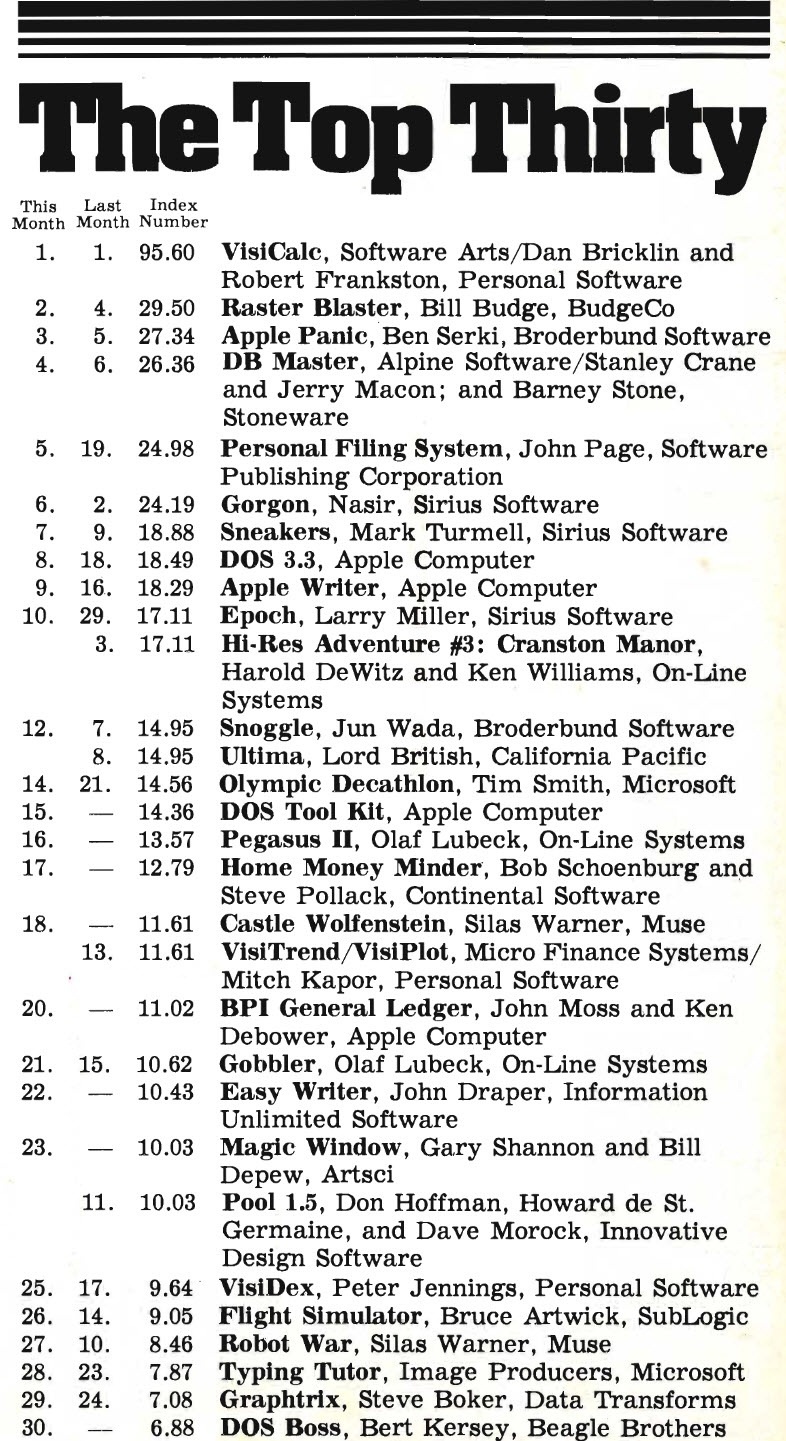 The Top Thirty
This Last Index
Month Month Number
1. 1. 95.60 VisiCalc, Software Arts/Dan Bricklin and
Robert Frankston, Personal Software
2. 4. 29.50 Raster Blaster, Bill Budge, BudgeCo
3. 5. 27.34 Apple Panic, Ben Serki, Broderbund Software
4. 6. 26.36 DB Master, Alpine Software/Stanley Crane
and Jerry Macon; and Barney Stone,
Stoneware
5. 19. 24.98 Personal Filing System, John Page, Software
Publishing Corporation
6. 2. 24.19 Gorgon, Nasir, Sirius Software
7. 9. 18.88 Sneakers, Mark Turmell, Sirius Software
8. 18. 18.49 DOS 3.3, Apple Computer
9. 16. 18.29 Apple Writer, Apple Computer
10. 29. 17.11 Epoch, Larry Miller, Sirius Software
3. 17.11 Hi-Res Adventure #3: Cranston Manor,
Harold DeWitz and Ken Williams, On-Line
Systems
12. 7. 14.95 Snoggle, Jun Wada, Broderbund Software
8. 14.95 Ultima, Lord British, California Pacific
14. 21. 14.56 Olympic Decathlon, Tim Smith, Microsoft
15. — 14.36 DOS Tool Kit, Apple Computer
16. — 13.57 Pegasus II, Olaf Lubeck, On-Line Systems
17. — 12.79 Home Money Minder, Bob Schoenburg and
Steve Pollack, Continental Software
18. — 11.61 Castle Wolfenstein, Silas Warner, Muse
13. 11.61 VisiTrend/VisiPlot, Micro Finance Systems/
Mitch Kapor, Personal Software
20. — 11.02 BPI General Ledger, John Moss and Ken
Debower, Apple Computer
21. 15. 10.62 Gobbler, Olaf Lubeck, On-Line Systems
22. — 10.43 Easy Writer, John Draper, Information
Unlimited Software
23. — 10.03 Magic Window, Gary Shannon and Bill
Depew, Artsci
11. 10.03 Pool 1.5, Don Hoffman, Howard de St.
Germaine, and Dave Morock, Innovative
Design Software
25. 17. 9.64 VisiDex, Peter Jennings, Personal Software
26. 14. 9.05 Flight Simulator, Bruce Artwick, SubLogic
27. 10. 8.46 Robot War, Silas Warner, Muse
28. 23. 7.87 Typing Tutor, Image Producers, Microsoft
29. 24. 7.08 Graphtrix, Steve Boker, Data Transforms
30. — 6.88 DOS Boss, Bert Kersey, Beagle Brothers